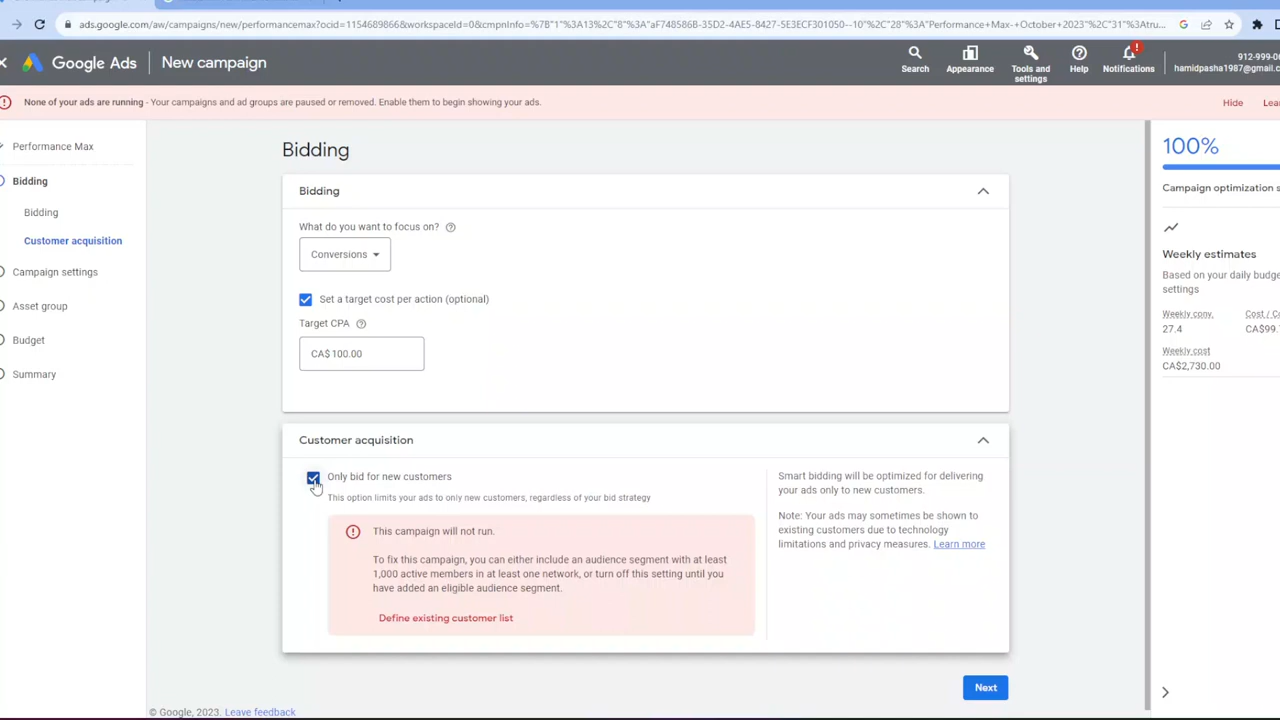 ads.google.com/aw/campaigns/new/performancemax?ocid=1154689866&workspaceId=0&cmpnInfo=%7B"1"%3A13%2C"8"%3A"aF748586B-35D2-4AE5-8427-5E3ECF301050--10"%2C"28"%3A"Performance+Max-+October+2023"%2C"31"%3Atru...
Google Ads
New campaign
Search
Appearance
Tools and settings
Help
Notifications
912-999-0
hamidpasha1987@gmail.c
None of your ads are running - Your campaigns and ad groups are paused or removed. Enable them to begin showing your ads.
Hide
Lear
Performance Max
Bidding
Bidding
Customer acquisition
Campaign settings
Asset group
Budget
Summary
Bidding
Bidding
What do you want to focus on?
Conversions
Set a target cost per action (optional)
Target CPA
CA$ 100.00
Customer acquisition
Only bid for new customers
This option limits your ads to only new customers, regardless of your bid strategy
This campaign will not run.
To fix this campaign, you can either include an audience segment with at least
1,000 active members in at least one network, or turn off this setting until you
have added an eligible audience segment.
Define existing customer list
Smart bidding will be optimized for delivering
your ads only to new customers.
Note: Your ads may sometimes be shown to
existing customers due to technology
limitations and privacy measures. Learn more
Next
© Google, 2023. Leave feedback
100%
Campaign optimization s
Weekly estimates
Based on your daily budge
settings
Weekly conv.
27.4
Cost / Co
CA$99.
Weekly cost
CA$2,730.00